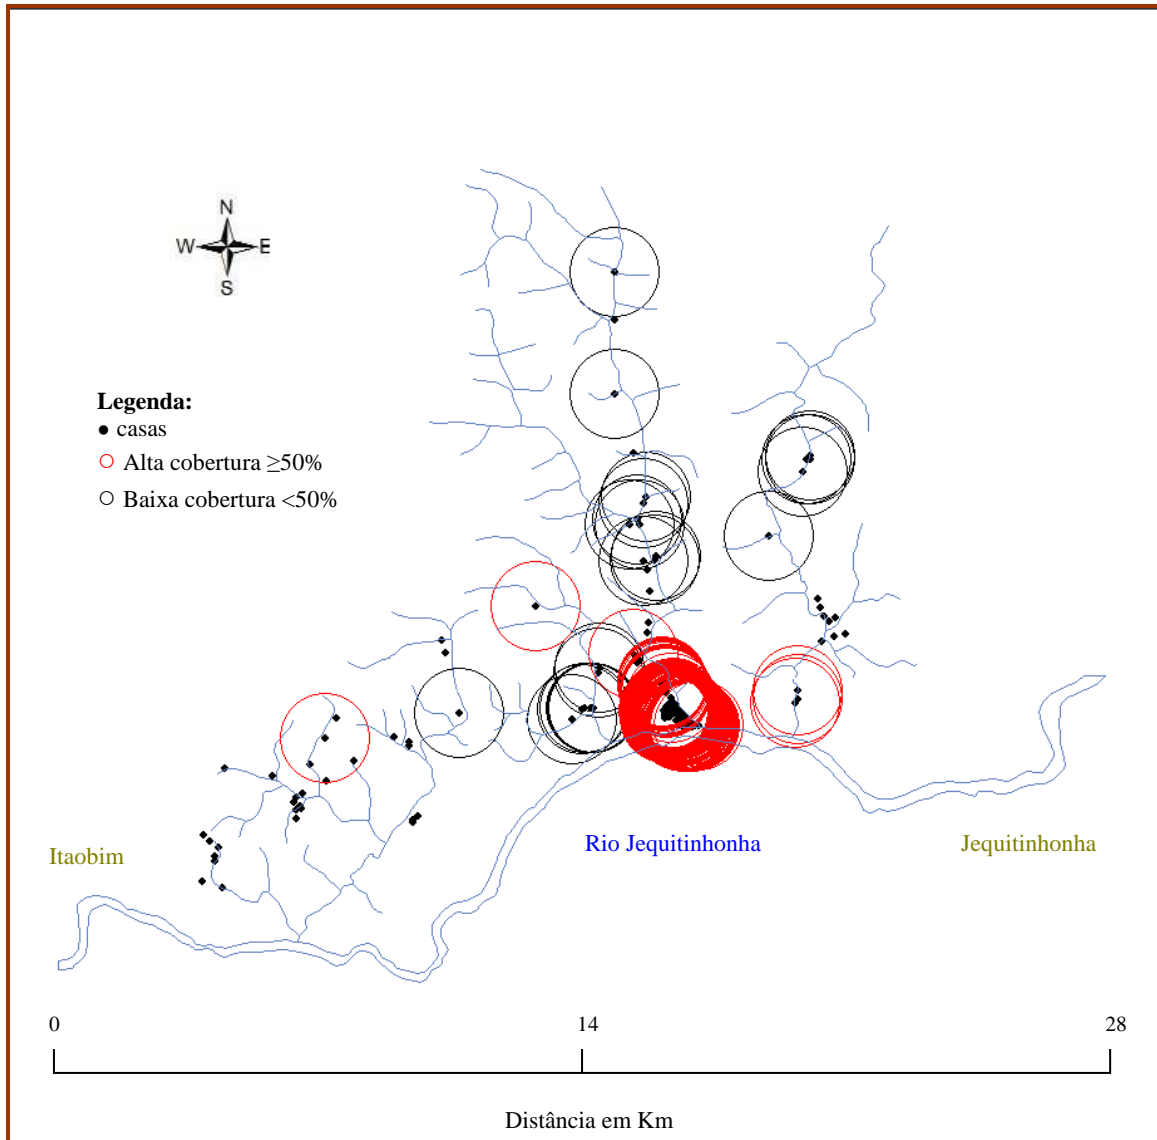 N
W E
S
Legenda:
casas
Alta cobertura ≥50%
Baixa cobertura <50%
Itaobim
Rio Jequitinhonha
Jequitinhonha
0 14 28
Distância em Km